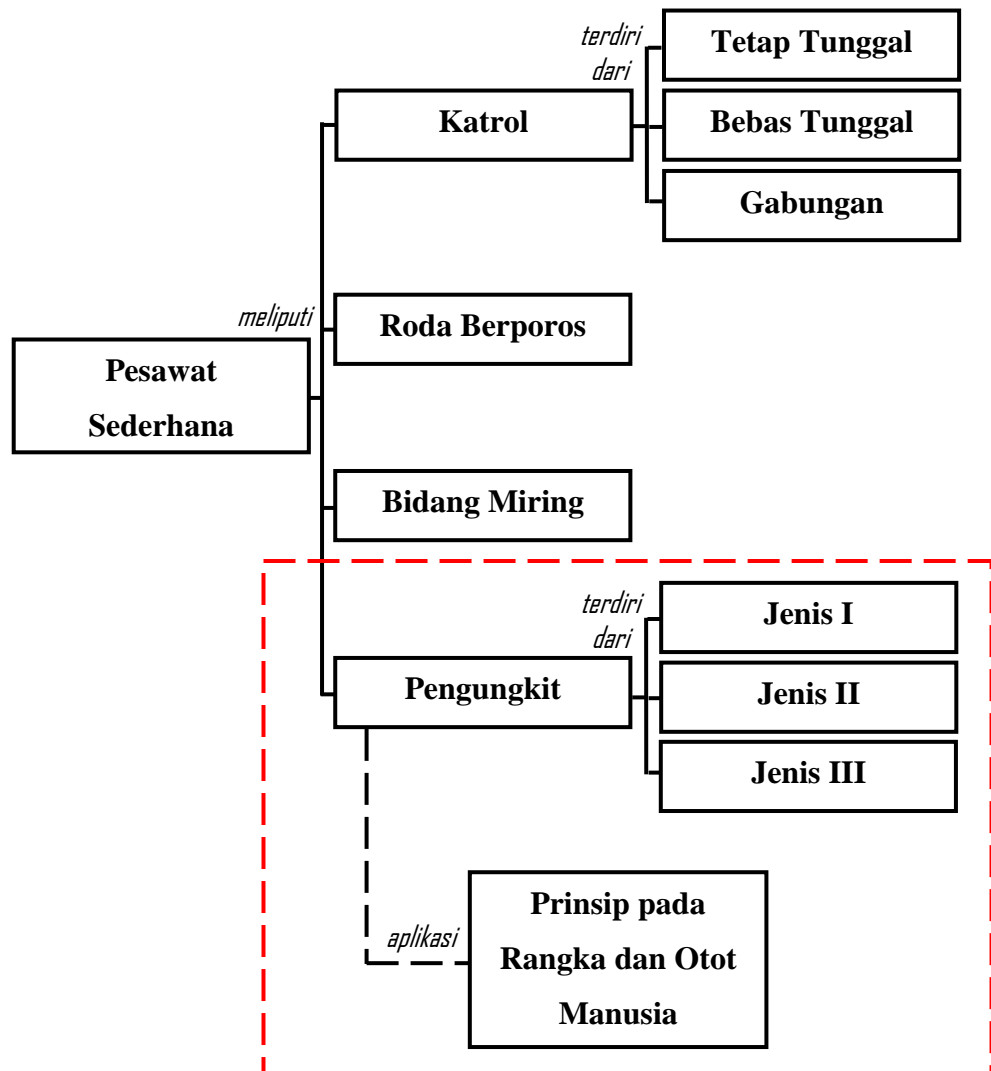 terdiri
dari
Tetap Tunggal
Katrol
Bebas Tunggal
Gabungan
meliputi
Roda Berporos
Pesawat
Sederhana
Bidang Miring
terdiri
dari
Jenis I
Pengungkit
Jenis II
Jenis III
aplikasi
Prinsip pada
Rangka dan Otot
Manusia